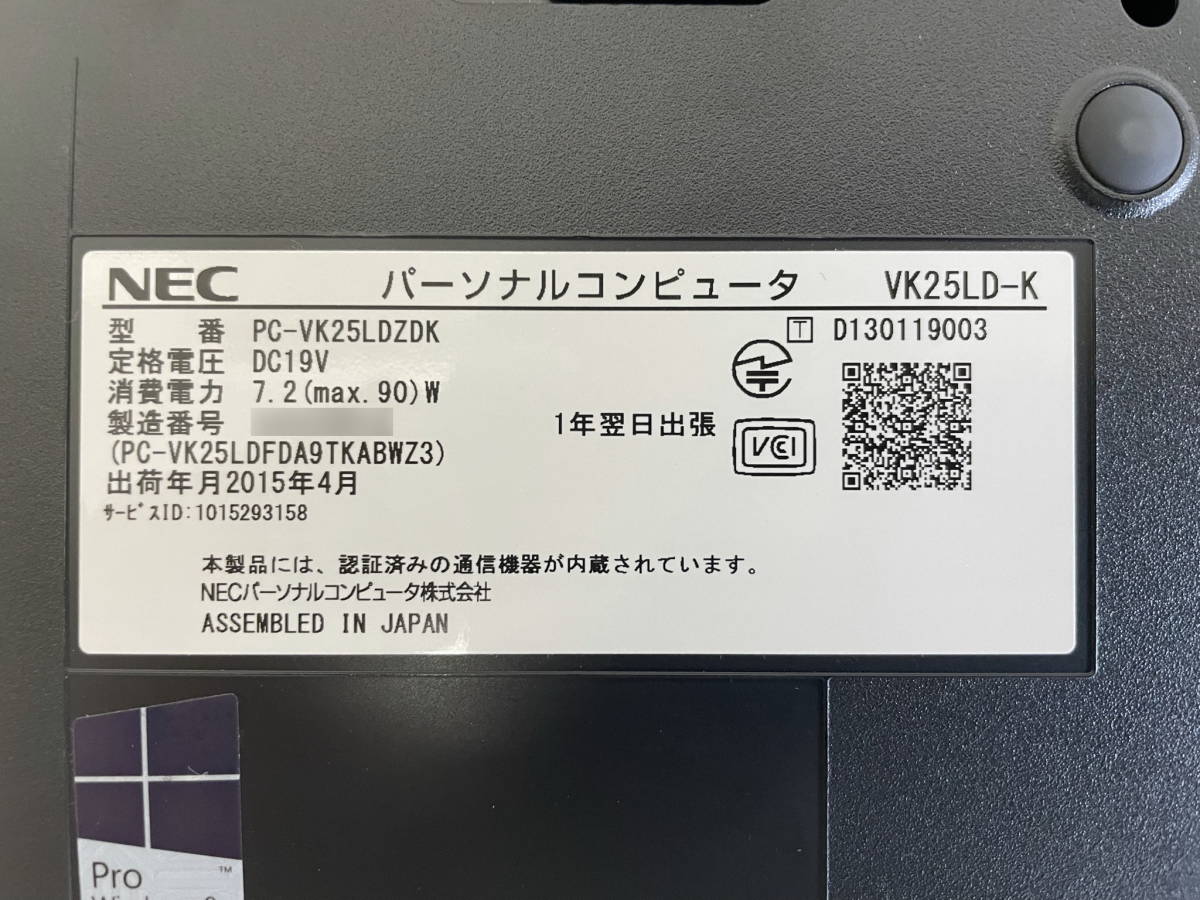 NEC パーソナルコンピュータ VK25LD-K
型 番 PC-VK25LDZDK
T D130119003
定格電圧 DC19V
消費電力 7.2(max.90)W
製造番号
1年翌日出張
VCCI
(PC-VK25LDFDA9TKABWZ3)
出荷年月2015年4月
サービスID:1015293158
本製品には、認証済みの通信機器が内蔵されています。
NECパーソナルコンピュータ株式会社
ASSEMBLED IN JAPAN
Pro ™